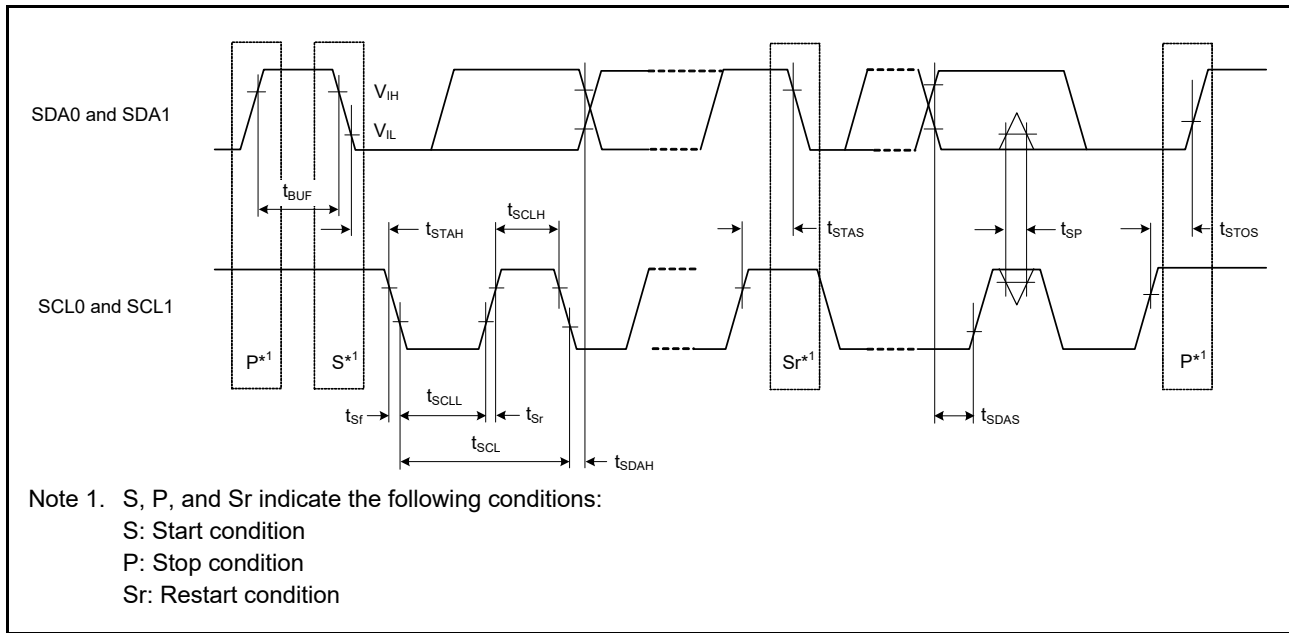 SDA0 and SDA1
VIH
VIL
tBUF
tSTAH
tSCLH
tSTAS
tSP
tSTOS
SCL0 and SCL1
P*1
S*1
Sr*1
P*1
tSf
tSCLL
tSr
tSCL
tSDAH
tSDAS
Note 1. S, P, and Sr indicate the following conditions:
S: Start condition
P: Stop condition
Sr: Restart condition